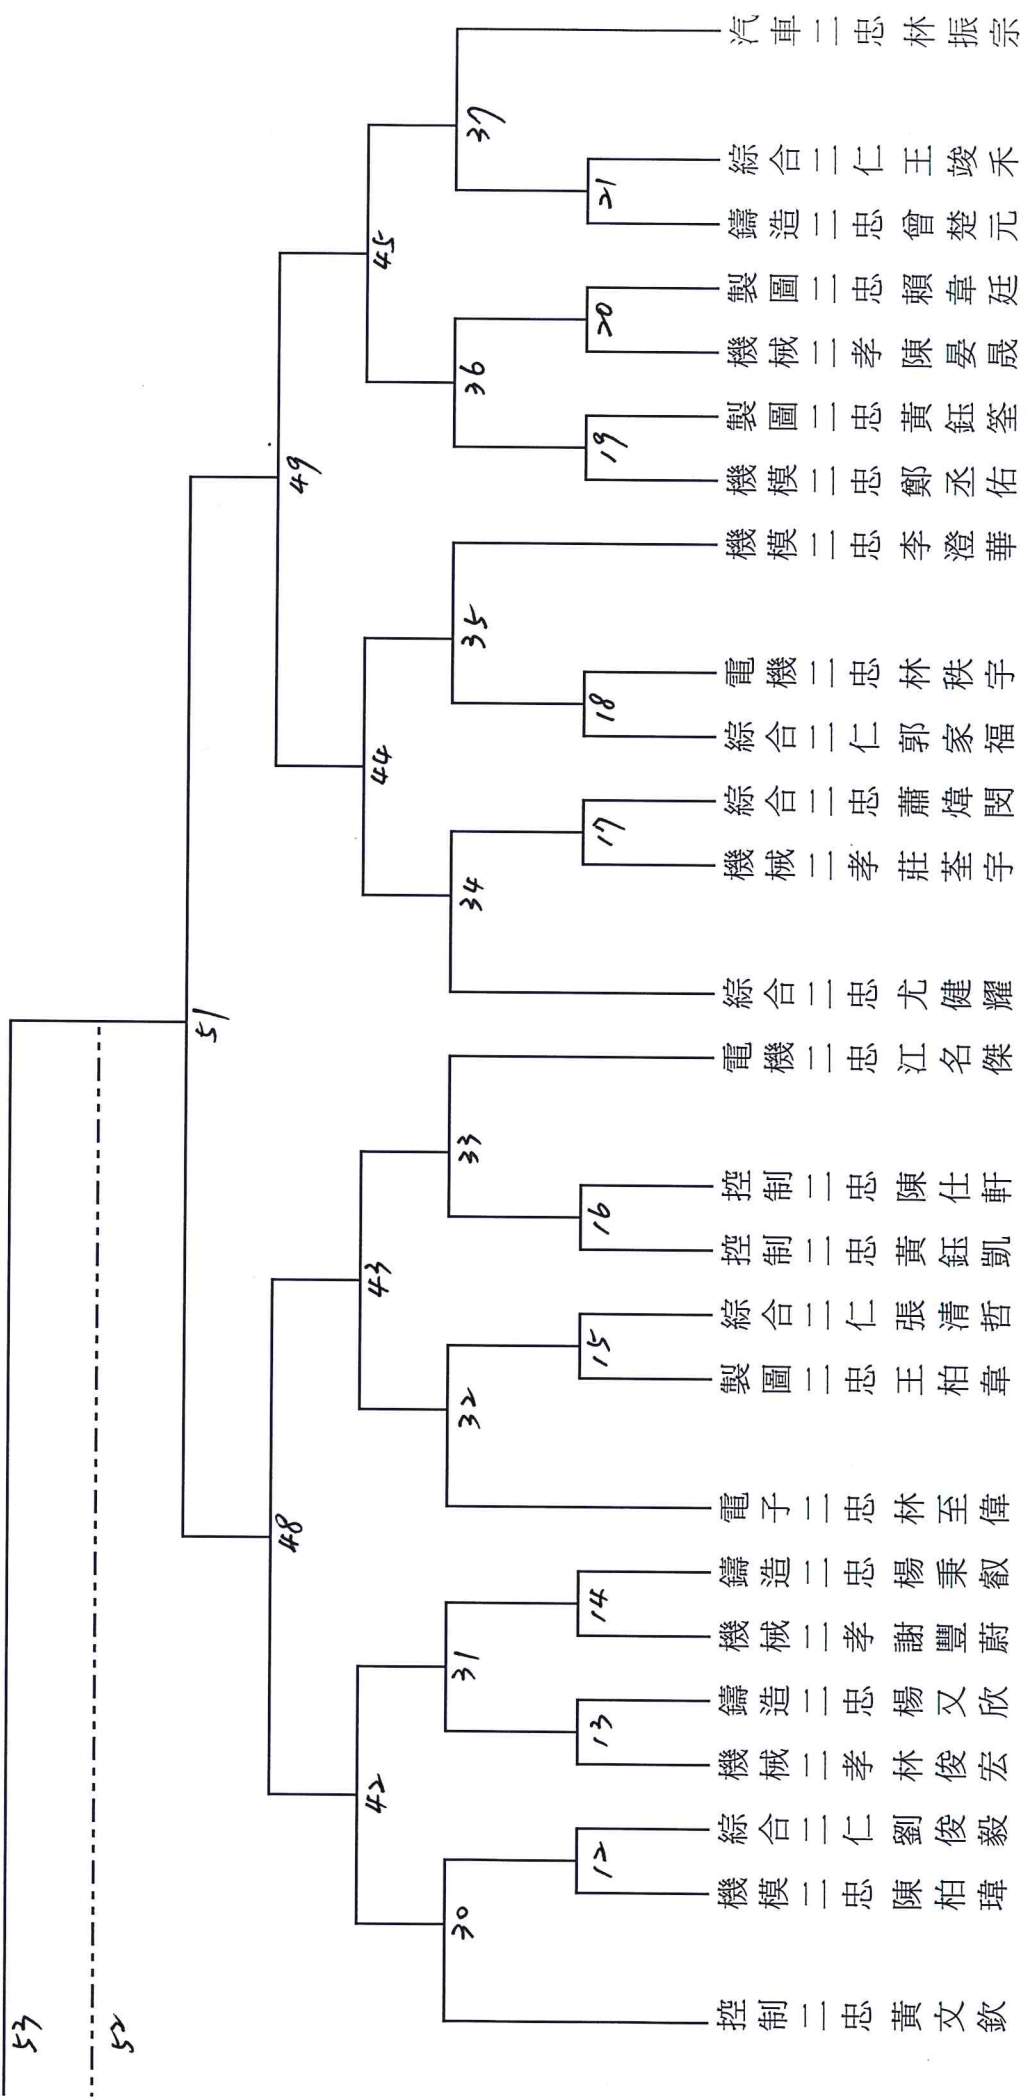 53
52
51
49
48
45
44
43
42
37
36
35
34
33
32
31
30
21
20
19
18
17
16
15
14
13
12
汽車二忠林振宗
綜合二仁王竣禾
鑄造二忠曾楚元
製圖二忠賴韋廷
機械二孝陳晏晟
製圖二忠黃鈺筌
機模二忠鄭丞佑
機模二忠李澄華
電機二忠林秩宇
綜合二仁郭家福
綜合二忠蕭煒閔
機械二孝莊荃宇
綜合二忠尤健耀
電機二忠江名傑
控制二忠陳仕軒
控制二忠黃鈺凱
綜合二仁張清哲
製圖二忠王柏韋
電子二忠林至偉
鑄造二忠楊秉叡
機械二孝謝豐蔚
鑄造二忠楊又欣
機械二孝林俊宏
綜合二仁劉俊毅
機模二忠陳柏瑋
控制二忠黃文欽